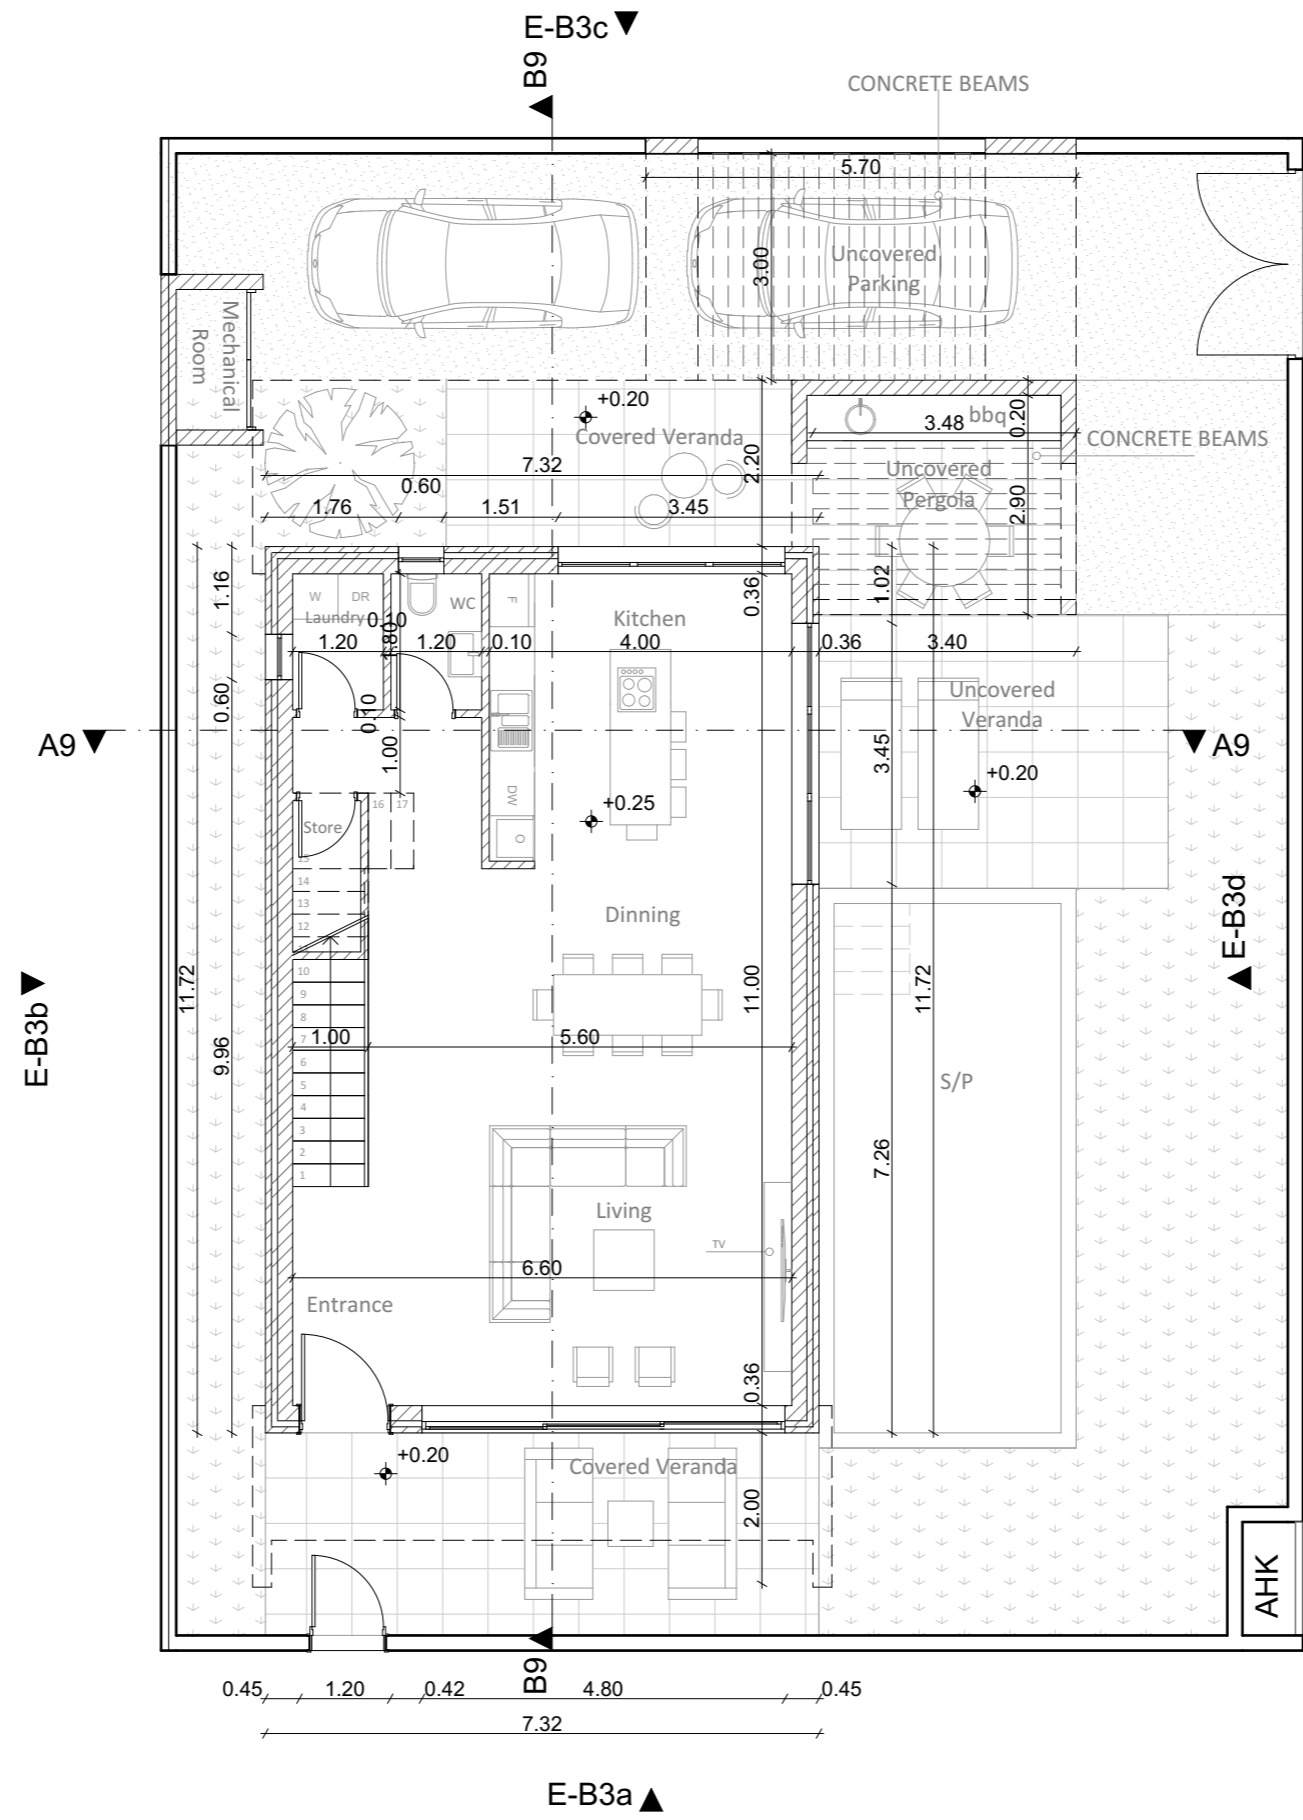 E-B3c
B9
CONCRETE BEAMS
5.70
3.00
Uncovered
Parking
Mechanical
Room
+0.20
Covered Veranda
2.20
3.48
bbq
0.20
CONCRETE BEAMS
7.32
0.60
Uncovered
Pergola
1.76
1.51
3.45
2.90
1.16
W
DR
Laundry
0.10
WC
F
Kitchen
0.36
1.02
1.20
1.80
1.20
0.10
4.00
0.36
3.40
0.60
0.10
1.00
Uncovered
Veranda
A9
3.45
A9
+0.20
16
17
DW
+0.25
Store
15
14
13
12
Dinning
E-B3d
10
9
8
7
6
5
4
3
2
1
11.72
9.96
1.00
5.60
11.00
11.72
E-B3b
S/P
7.26
Living
TV
6.60
Entrance
0.36
+0.20
Covered Veranda
2.00
AHK
B9
0.45
1.20
0.42
4.80
0.45
7.32
E-B3a